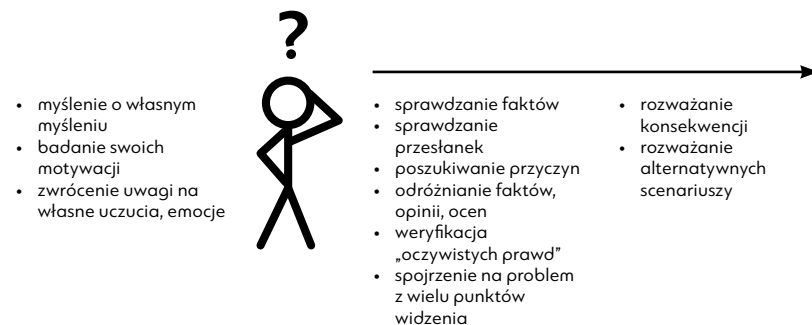 ?
• myślenie o własnym
myśleniu
• badanie swoich
motywacji
• zwrócenie uwagi na
własne uczucia, emocje
• sprawdzanie faktów
• sprawdzanie
przesłanek
• poszukiwanie przyczyn
• odróżnianie faktów,
opinii, ocen
• weryfikacja
„oczywistych prawd”
• spojrzenie na problem
z wielu punktów
widzenia
• rozważanie
konsekwencji
• rozważanie
alternatywnych
scenariuszy